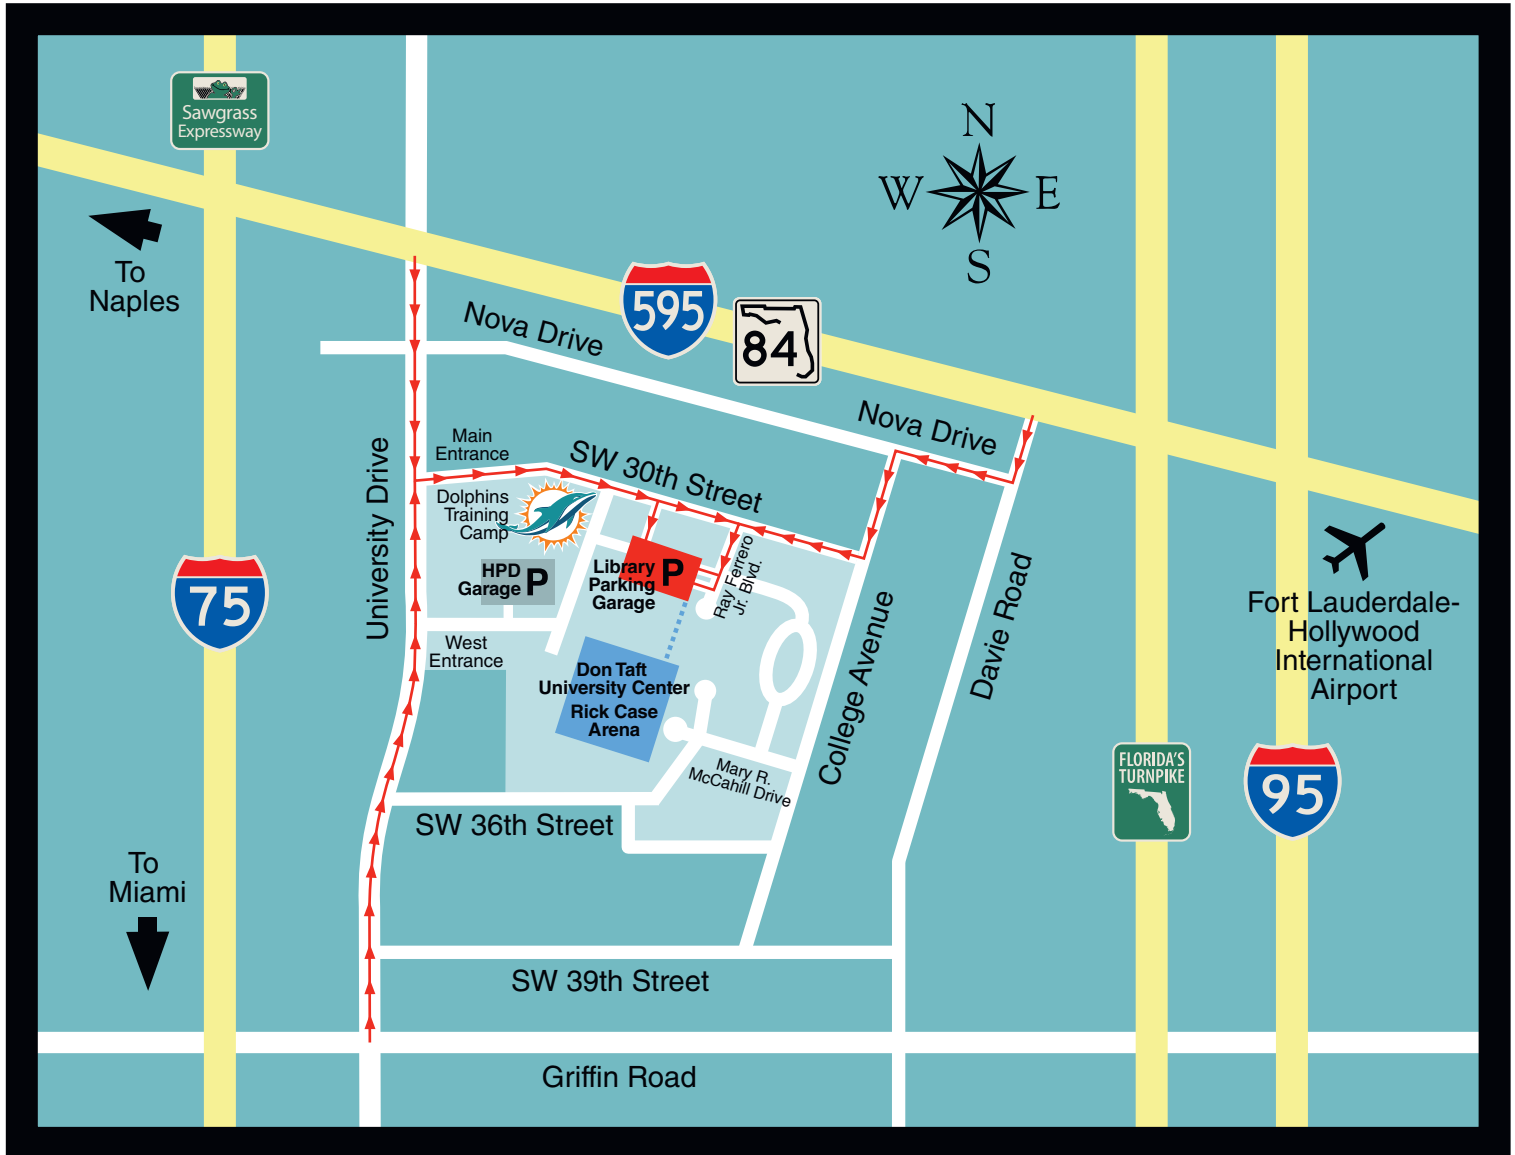 Sawgrass
Expressway
N
W
E
S
To
Naples
595
84
Nova Drive
Nova Drive
Main
Entrance
SW 30th Street
University Drive
Dolphins
Training
Camp
HPD
Garage
P
Library
Parking
Garage
P
Ray Ferrero
Jr. Blvd.
75
West
Entrance
Don Taft
University Center
Rick Case
Arena
College Avenue
Davie Road
Fort Lauderdale-
Hollywood
International
Airport
Mary R.
McCahill Drive
FLORIDA'S
TURNPIKE
95
SW 36th Street
To
Miami
SW 39th Street
Griffin Road